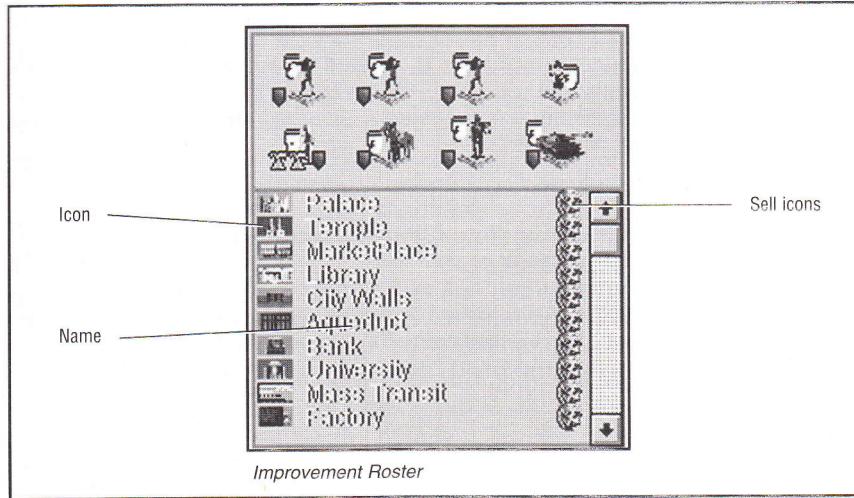 Palace
Sell icons
Icon
Temple
MarketPlace
Library
City Walls
Name
Aqueduct
Bank
University
Mass Transit
Factory
Improvement Roster